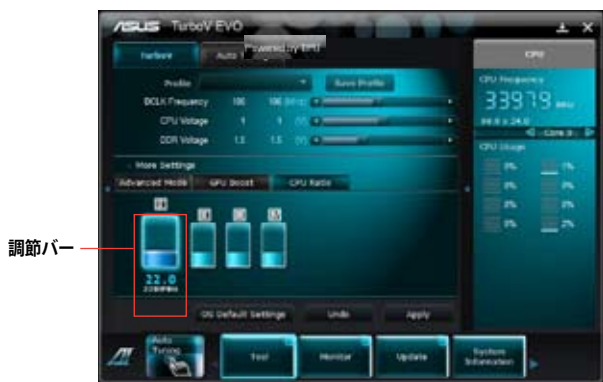 ASUS TurboV EVO
Powered by EPU
TurboV
Auto
CPU
Profile
Save Profile
BCLK Frequency 100 100
CPU Voltage 1 1
DDR Voltage 1.5 1.5 (V)
CPU Frequency
33979
Core 0
CPU Usage
0% 1%
0% 0%
0% 0%
0% 2%
More Settings
Advanced Mode GPU Boost CPU Ratio
調節バー
22.0
OS Default Settings Undo Apply
Auto Tuning
Tool
Monitor
Update
System Information